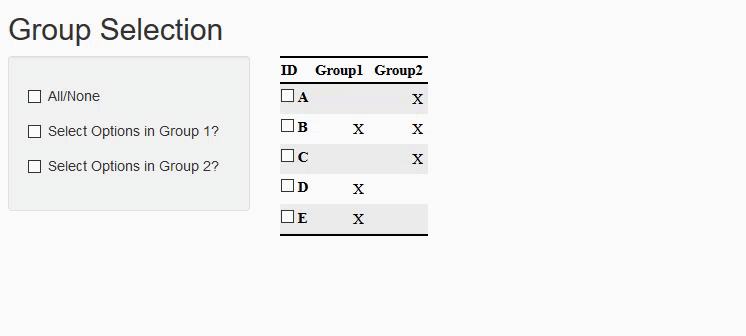 Group Selection
All/None
Select Options in Group 1?
Select Options in Group 2?
ID Group1 Group2
A X
B X X
C X
D X
E X